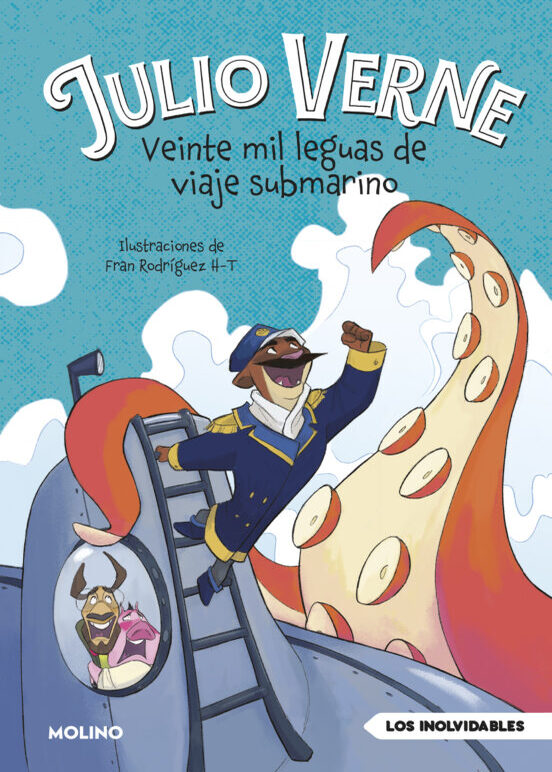 JULIO VERNE
Veinte mil leguas de
viaje submarino
Ilustraciones de
Fran Rodríguez H-T
LOS INOLVIDABLES
MOLINO